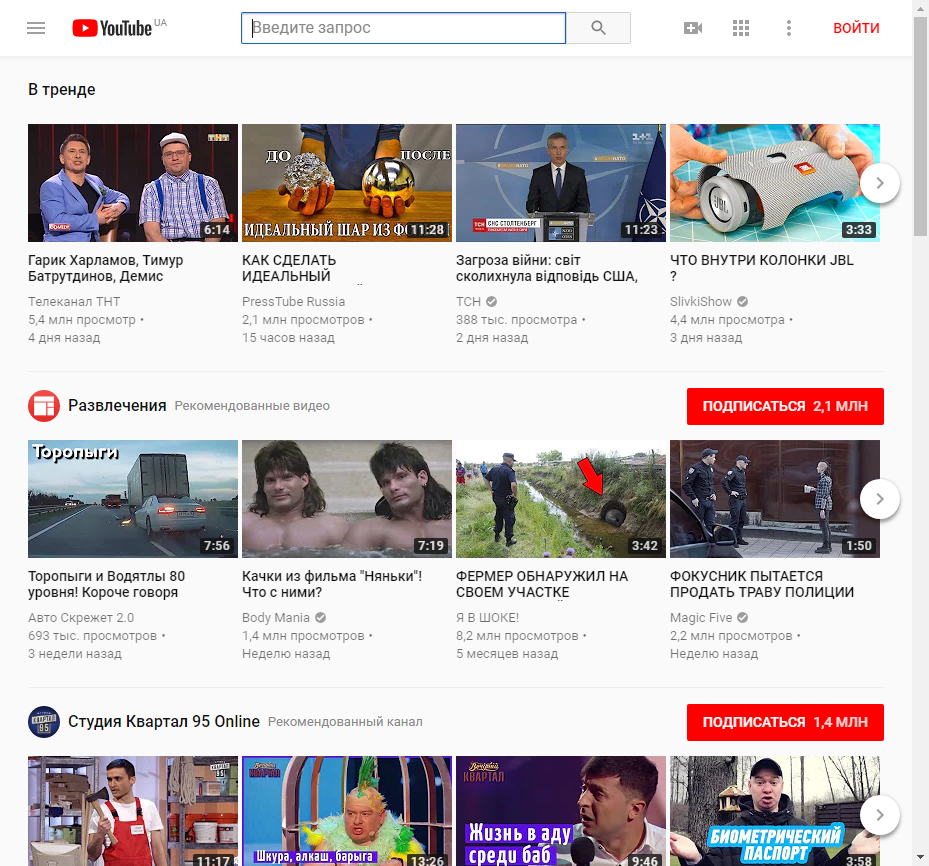 YouTube UA
Введите запрос
ВОЙТИ
В тренде
ТНТ
COMEDY
6:14
ДО
ПОСЛЕ
ИДЕАЛЬНЫЙ ШАР ИЗ
11:28
1+1
ТСН
ЄНС СТОЛТЕНБЕРГ
11:23
JBL
3:33
Гарик Харламов, Тимур
Батрутдинов, Демис
Телеканал ТНТ
5,4 млн просмотр •
4 дня назад
КАК СДЕЛАТЬ
ИДЕАЛЬНЫЙ
PressTube Russia
2,1 млн просмотров •
15 часов назад
Загроза війни: світ
сколихнула відповідь США,
ТСН
388 тыс. просмотра •
2 дня назад
ЧТО ВНУТРИ КОЛОНКИ JBL
?
SlivkiShow
4,4 млн просмотра •
3 дня назад
Развлечения Рекомендованные видео
ПОДПИСАТЬСЯ 2,1 МЛН
Торопыги
7:56
7:19
3:42
1:50
Торопыги и Водятлы 80
уровня! Короче говоря
Авто Скрежет 2.0
693 тыс. просмотров •
3 недели назад
Качки из фильма "Няньки"!
Что с ними?
Body Mania
1,4 млн просмотров •
Неделю назад
ФЕРМЕР ОБНАРУЖИЛ НА
СВОЕМ УЧАСТКЕ
Я В ШОКЕ!
8,2 млн просмотров •
5 месяцев назад
ФОКУСНИК ПЫТАЕТСЯ
ПРОДАТЬ ТРАВУ ПОЛИЦИИ
Magic Five
2,2 млн просмотров •
Неделю назад
КВАРТАЛ
95
Студия Квартал 95 Online Рекомендованный канал
ПОДПИСАТЬСЯ 1,4 МЛН
КВАРТАЛ
95
11:17
КВАРТАЛ
Шкура, алкаш, барыга
13:26
Вечерний
КВАРТАЛ
Жизнь в аду
среди баб
9:46
БИОМЕТРИЧЕСКИЙ
ПАСПОРТ
3:58